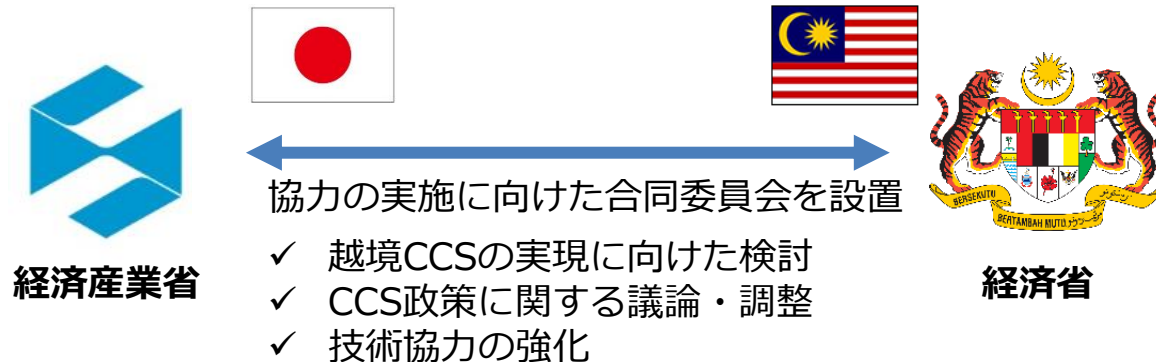 協力の実施に向けた合同委員会を設置
✓ 越境CCSの実現に向けた検討
✓ CCS政策に関する議論・調整
✓ 技術協力の強化
経済産業省
経済省
BERSEKUTU
BERTAMBAH MUTU